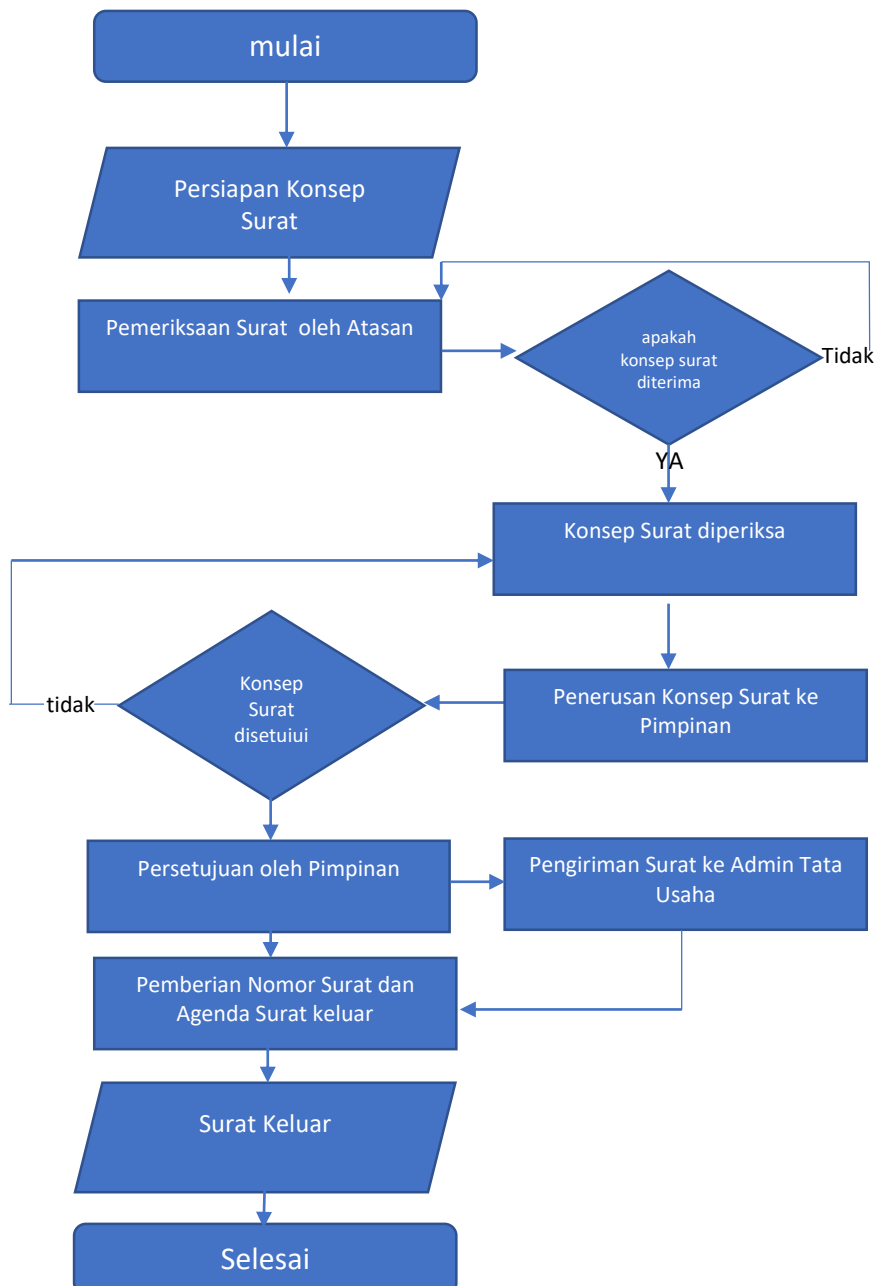 mulai
Persiapan Konsep
Surat
Pemeriksaan Surat oleh Atasan
apakah
konsep surat
diterima
Tidak
YA
Konsep Surat diperiksa
Penerusan Konsep Surat ke
Pimpinan
Konsep
Surat
disetuiui
tidak
Persetujuan oleh Pimpinan
Pengiriman Surat ke Admin Tata
Usaha
Pemberian Nomor Surat dan
Agenda Surat keluar
Surat Keluar
Selesai